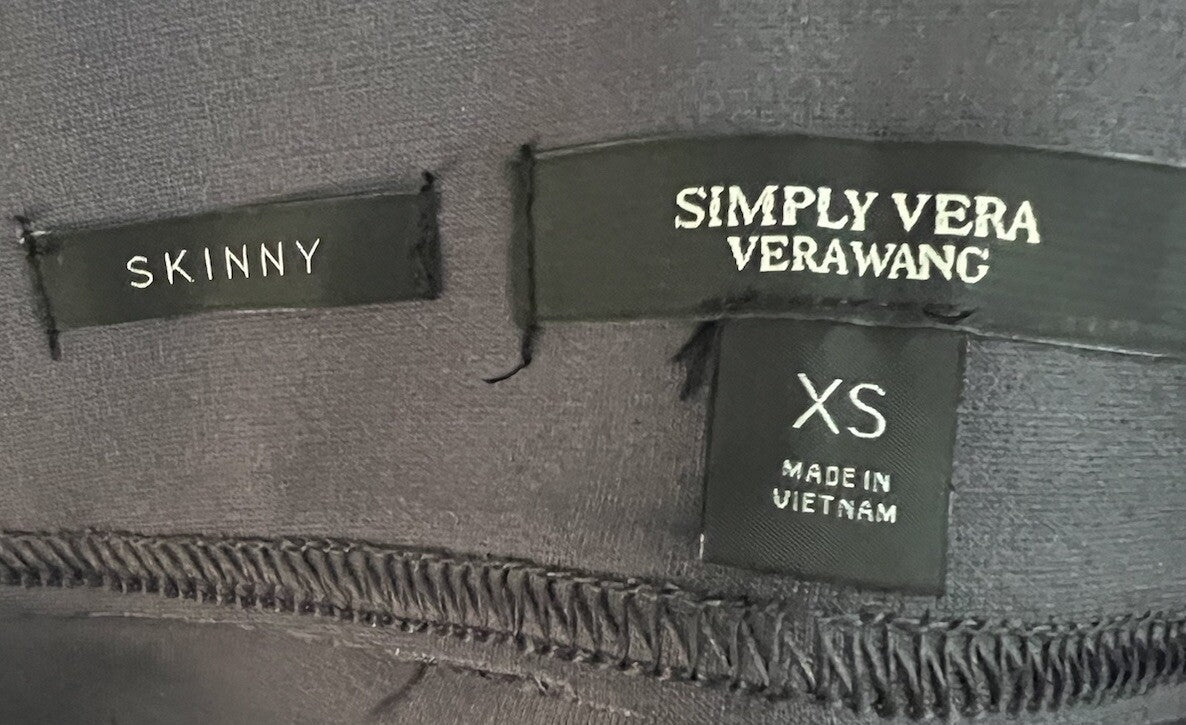 SKINNY
SIMPLY VERA
VERAWANG
XS
MADE IN
VIETNAM